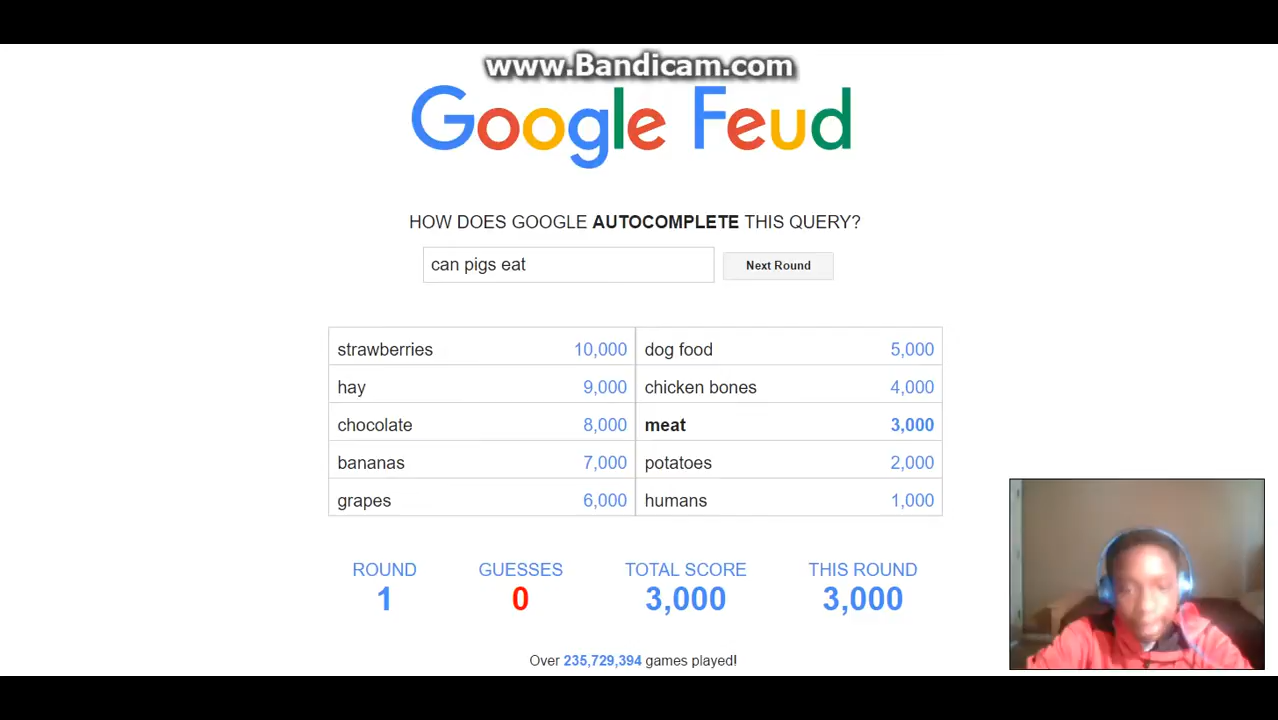 www.Bandicam.com
Google Feud
HOW DOES GOOGLE AUTOCOMPLETE THIS QUERY?
can pigs eat Next Round
strawberries 10,000 dog food 5,000
hay 9,000 chicken bones 4,000
chocolate 8,000 meat 3,000
bananas 7,000 potatoes 2,000
grapes 6,000 humans 1,000
ROUND GUESSES TOTAL SCORE THIS ROUND
1 0 3,000 3,000
Over 235,729,394 games played!